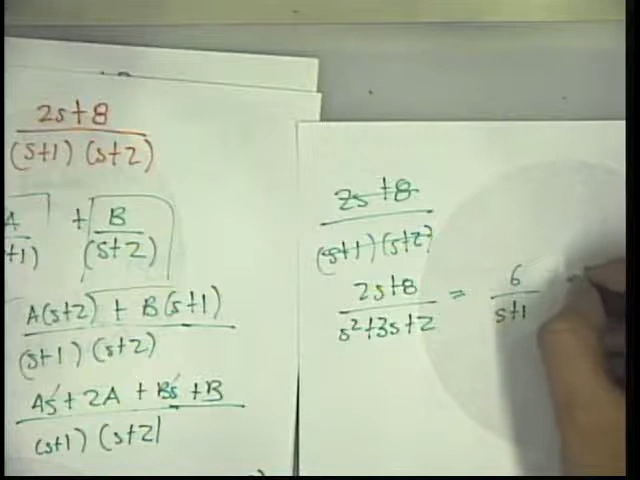 2s+8
(s+1) (s+2)
A + B
+1) (s+2)
A(s+2) + B(s+1)
(s+1) (s+2)
As + 2A + Bs + B
(s+1) (s+2)
2s+8
(s+1)(s+2)
2s+8 = 6
s²+3s+2 s+1